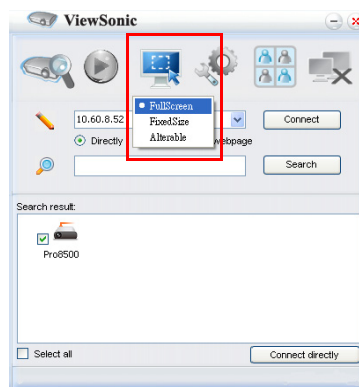 ViewSonic
FullScreen
FixedSize
Alterable
10.60.8.52
Connect
Directly
webpage
Search
Search result:
Pro8500
Select all
Connect directly